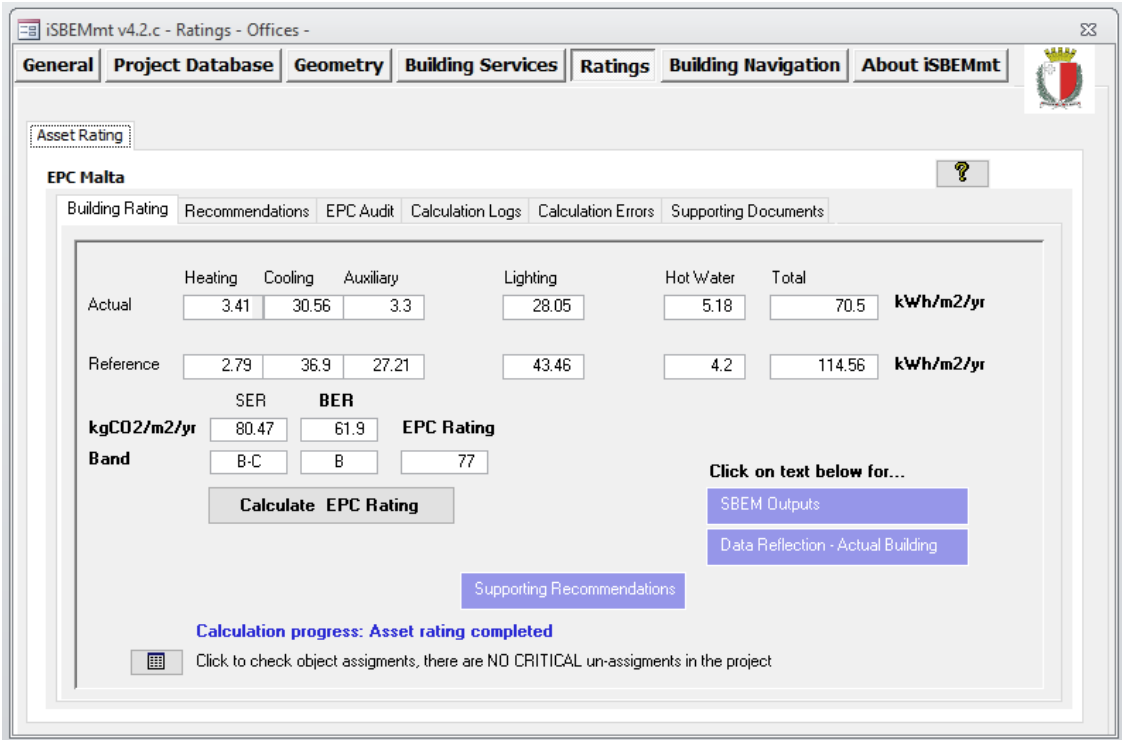 iSBEMmt v4.2.c - Ratings - Offices -
General Project Database Geometry Building Services Ratings Building Navigation About iSBEMmt
Asset Rating
EPC Malta
?
Building Rating Recommendations EPC Audit Calculation Logs Calculation Errors Supporting Documents
Heating Cooling Auxiliary Lighting Hot Water Total
Actual 3.41 30.56 3.3 28.05 5.18 70.5 kWh/m2/yr
Reference 2.79 36.9 27.21 43.46 4.2 114.56 kWh/m2/yr
SER BER
kgCO2/m2/yr 80.47 61.9 EPC Rating
Band B-C B 77
Click on text below for...
Calculate EPC Rating
SBEM Outputs
Data Reflection - Actual Building
Supporting Recommendations
Calculation progress: Asset rating completed
Click to check object assigments, there are NO CRITICAL un-assigments in the project